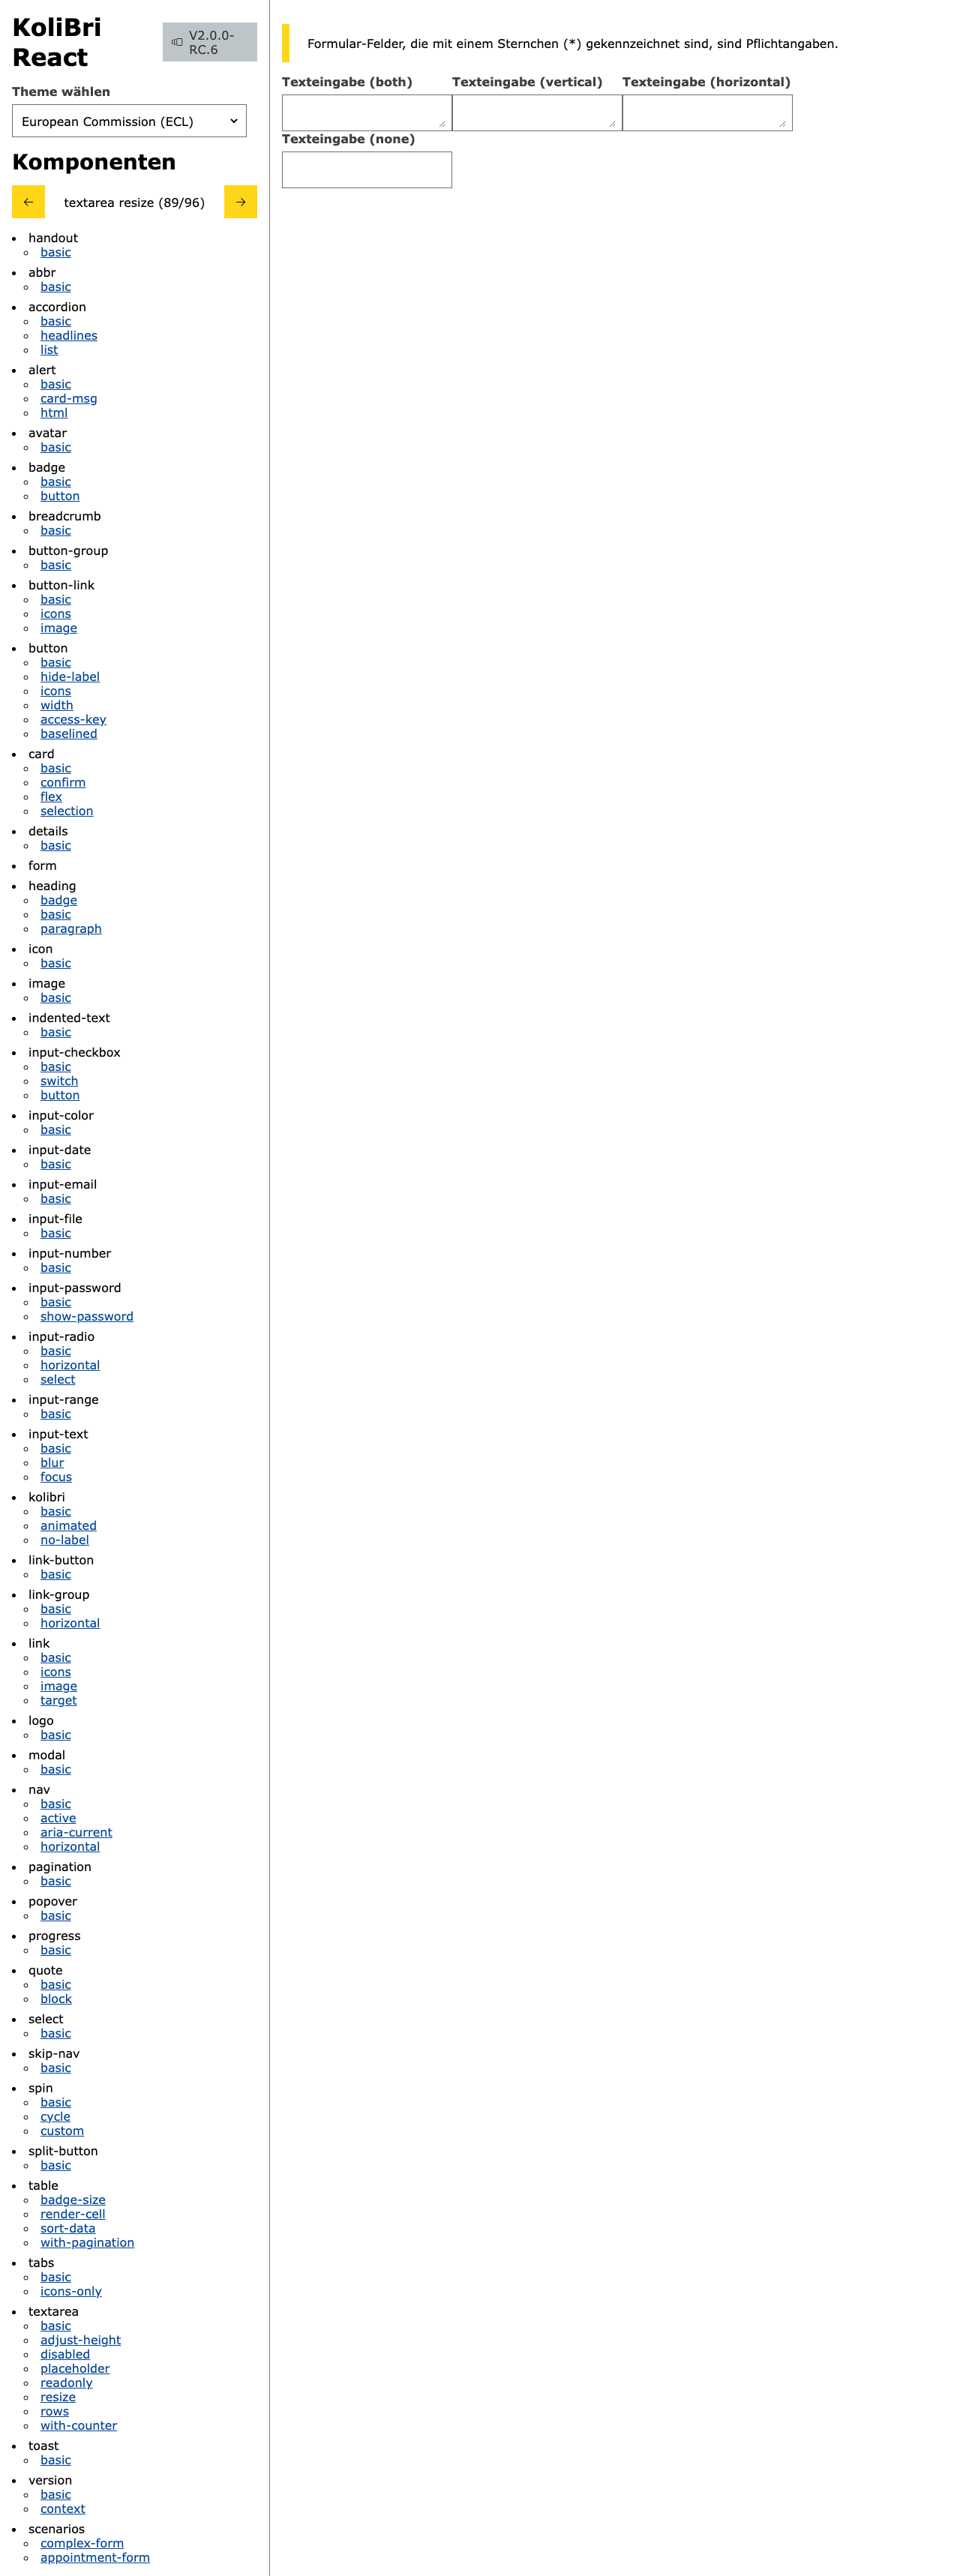 KoliBri
React
V2.0.0-
RC.6
Theme wählen
European Commission (ECL)
Komponenten
← textarea resize (89/96) →
handout
basic
abbr
basic
accordion
basic
headlines
list
alert
basic
card-msg
html
avatar
basic
badge
basic
button
breadcrumb
basic
button-group
basic
button-link
basic
icons
image
button
basic
hide-label
icons
width
access-key
baselined
card
basic
confirm
flex
selection
details
basic
form
heading
badge
basic
paragraph
icon
basic
image
basic
indented-text
basic
input-checkbox
basic
switch
button
input-color
basic
input-date
basic
input-email
basic
input-file
basic
input-number
basic
input-password
basic
show-password
input-radio
basic
horizontal
select
input-range
basic
input-text
basic
blur
focus
kolibri
basic
animated
no-label
link-button
basic
link-group
basic
horizontal
link
basic
icons
image
target
logo
basic
modal
basic
nav
basic
active
aria-current
horizontal
pagination
basic
popover
basic
progress
basic
quote
basic
block
select
basic
skip-nav
basic
spin
basic
cycle
custom
split-button
basic
table
badge-size
render-cell
sort-data
with-pagination
tabs
basic
icons-only
textarea
basic
adjust-height
disabled
placeholder
readonly
resize
rows
with-counter
toast
basic
version
basic
context
scenarios
complex-form
appointment-form
Formular-Felder, die mit einem Sternchen (*) gekennzeichnet sind, sind Pflichtangaben.
Texteingabe (both) Texteingabe (vertical) Texteingabe (horizontal)
Texteingabe (none)